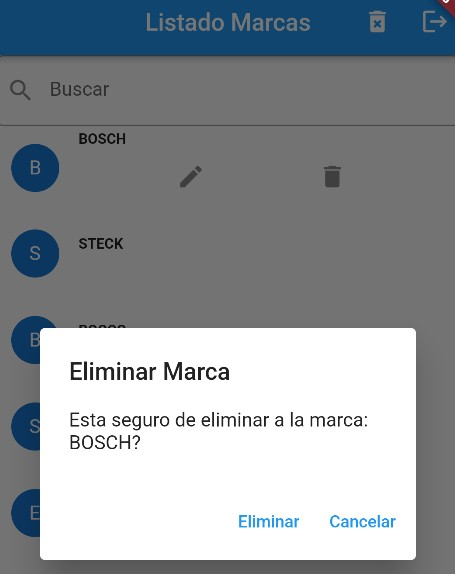 Listado Marcas
Buscar
BOSCH
B
STECK
S
B
S
E
Eliminar Marca
Esta seguro de eliminar a la marca:
BOSCH?
Eliminar Cancelar